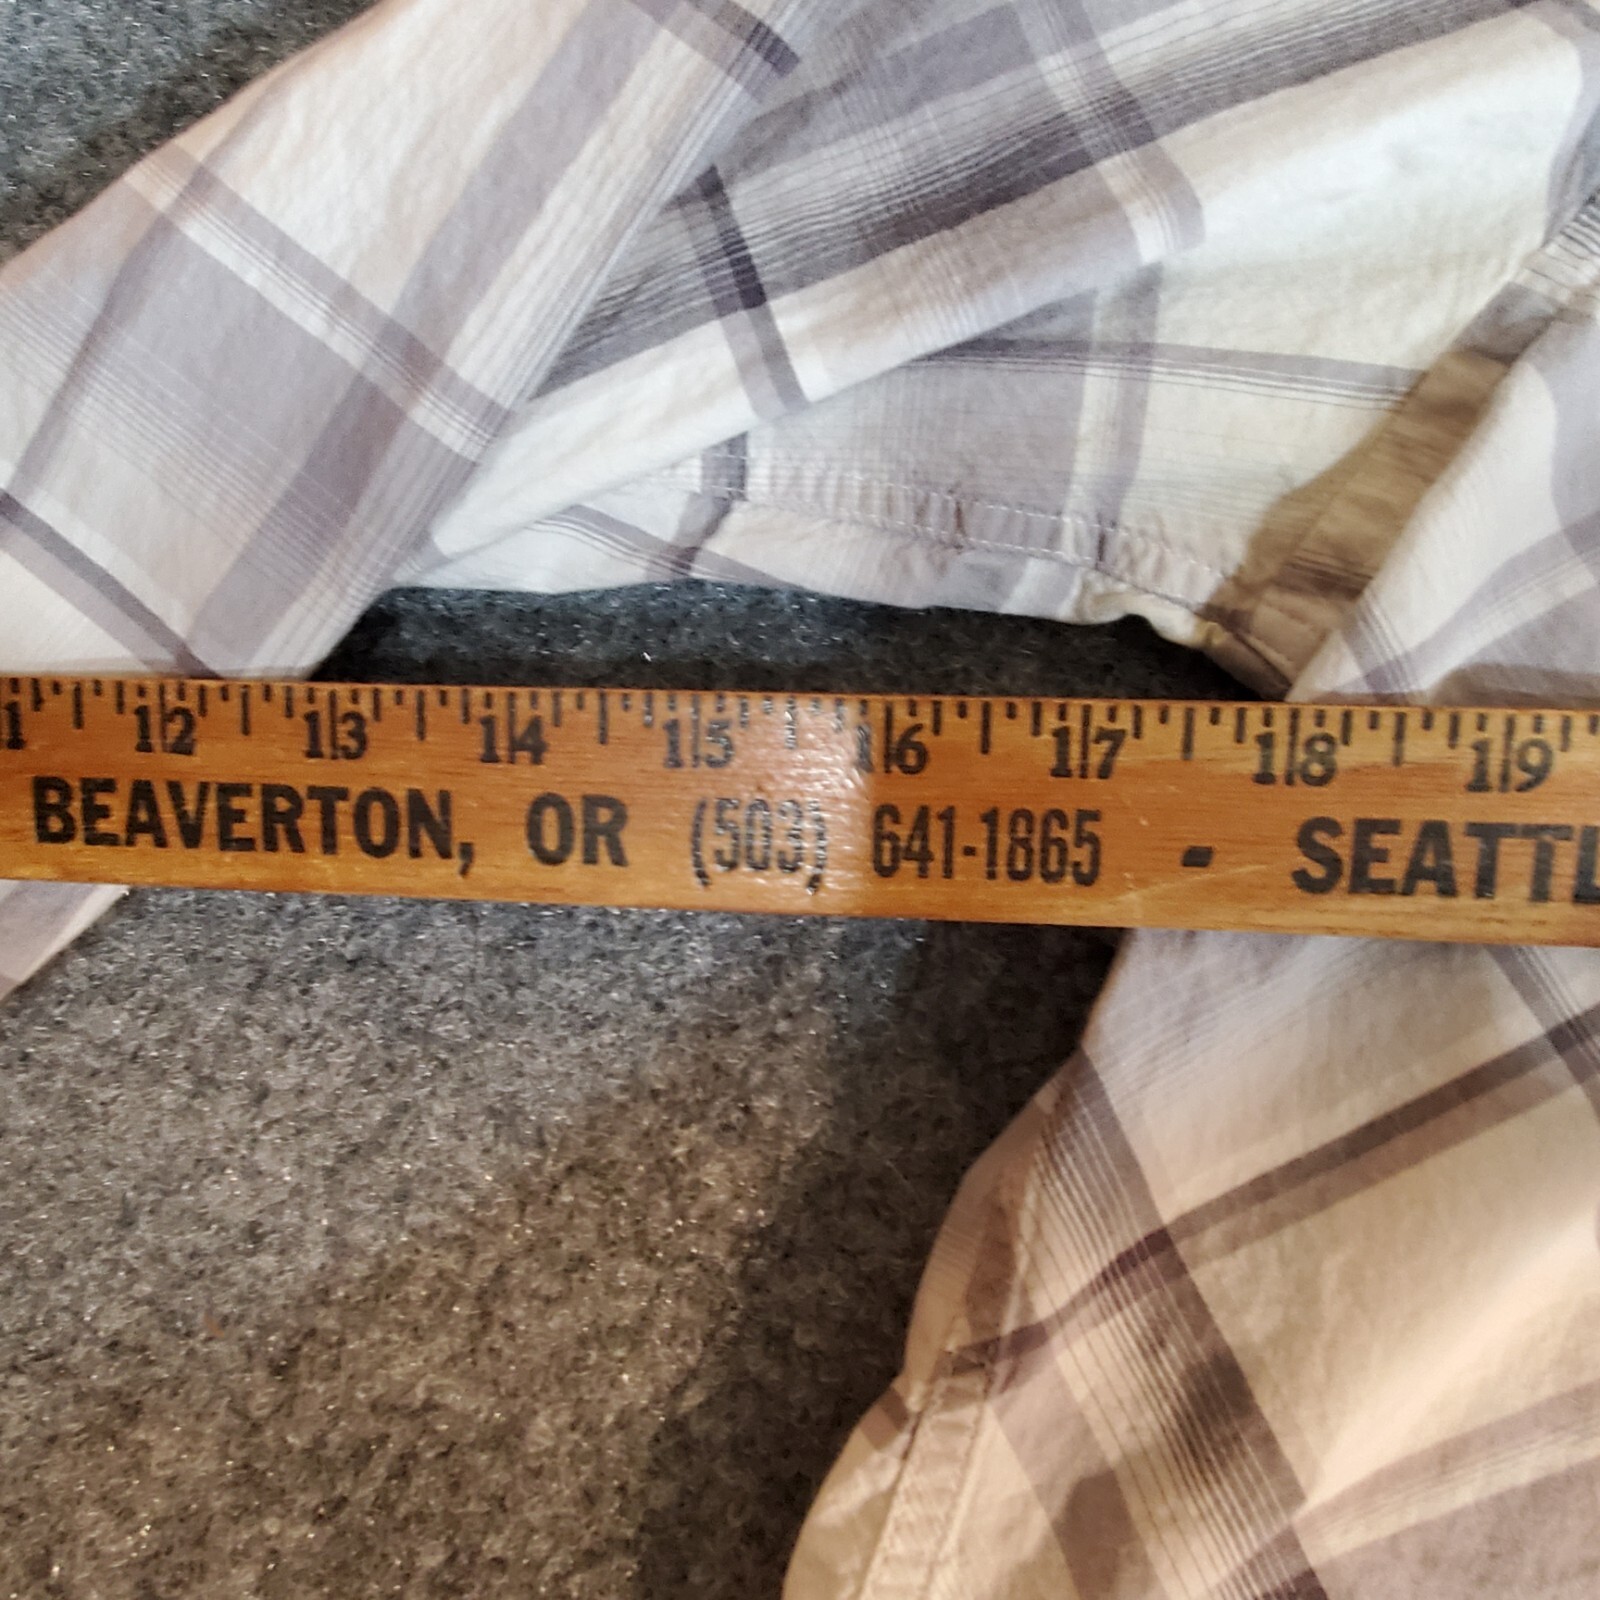 1 12 13 14 15 16 17 18 19
BEAVERTON, OR (503) 641-1865 - SEATTL